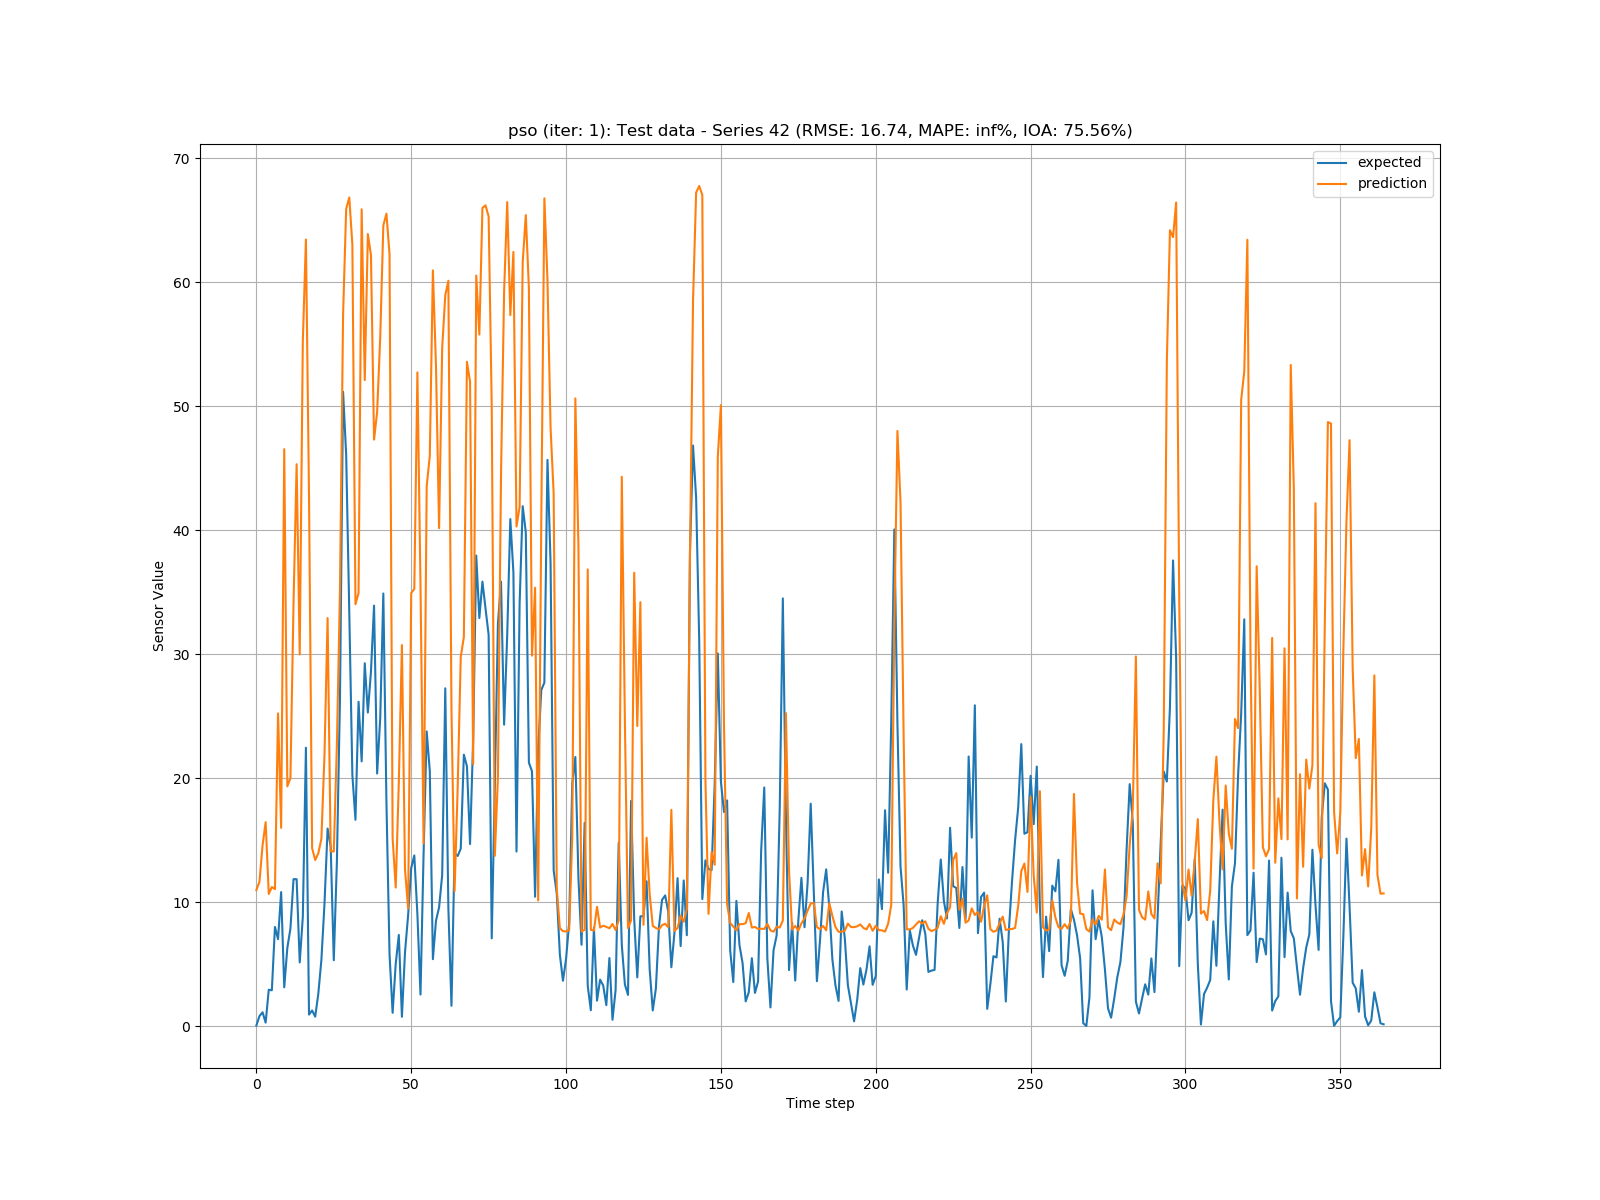 pso (iter: 1): Test data - Series 42 (RMSE: 16.74, MAPE: inf%, IOA: 75.56%)
expected
prediction
70
60
50
40
30
20
10
0
Sensor Value
0 50 100 150 200 250 300 350
Time step